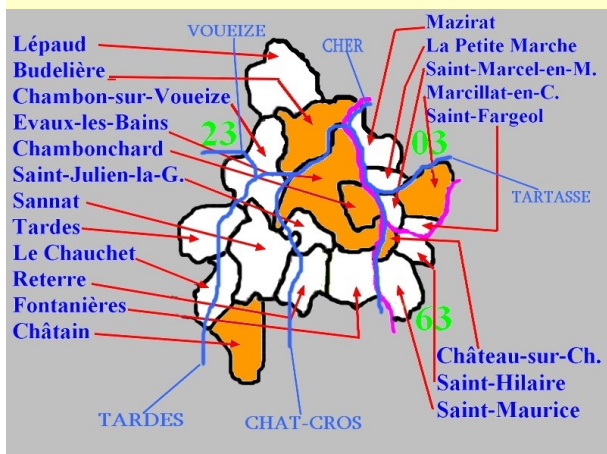 VOUEIZE
CHER
Mazirat
La Petite Marche
Saint-Marcel-en-M.
Marcillat-en-C.
Saint-Fargeol
Lépaud
Budelière
Chambon-sur-Voueize
Evaux-les-Bains
Chambonchard
Saint-Julien-la-G.
Sannat
Tardes
Le Chauchet
Reterre
Fontanières
Châtain
23
03
TARTASSE
63
Château-sur-Ch.
Saint-Hilaire
Saint-Maurice
TARDES
CHAT-CROS